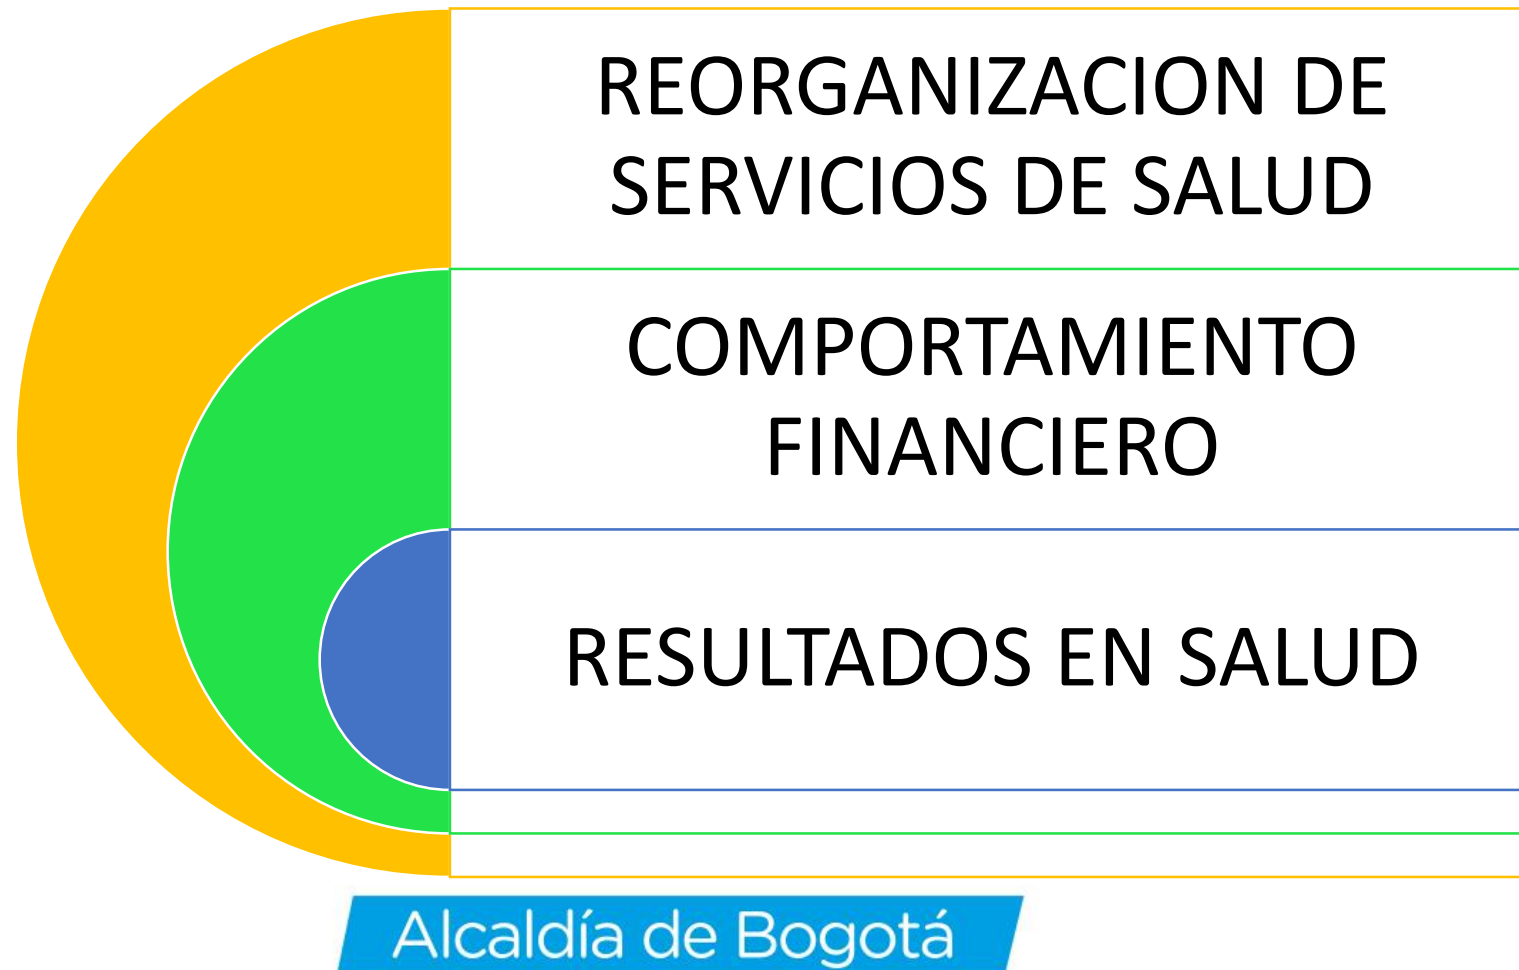 REORGANIZACION DE
SERVICIOS DE SALUD
COMPORTAMIENTO
FINANCIERO
RESULTADOS EN SALUD
Alcaldía de Bogotá